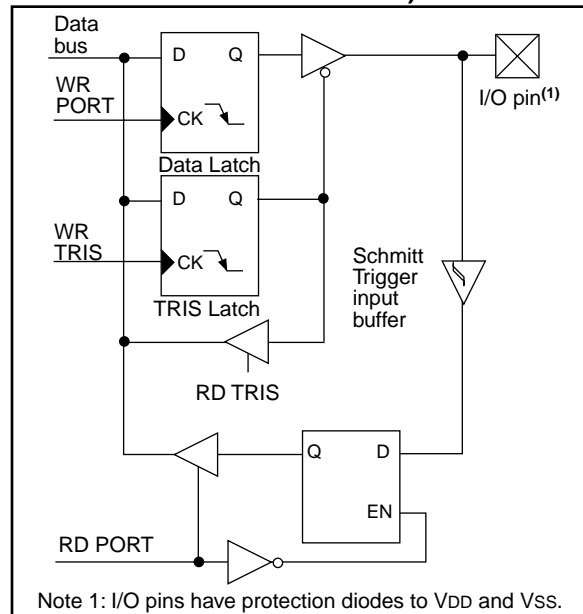 Data
bus
D Q
WR
PORT
CK
I/O pin(1)
Data Latch
D Q
WR
TRIS
CK
TRIS Latch
Schmitt
Trigger
input
buffer
RD TRIS
Q D
EN
RD PORT
Note 1: I/O pins have protection diodes to VDD and VSS.